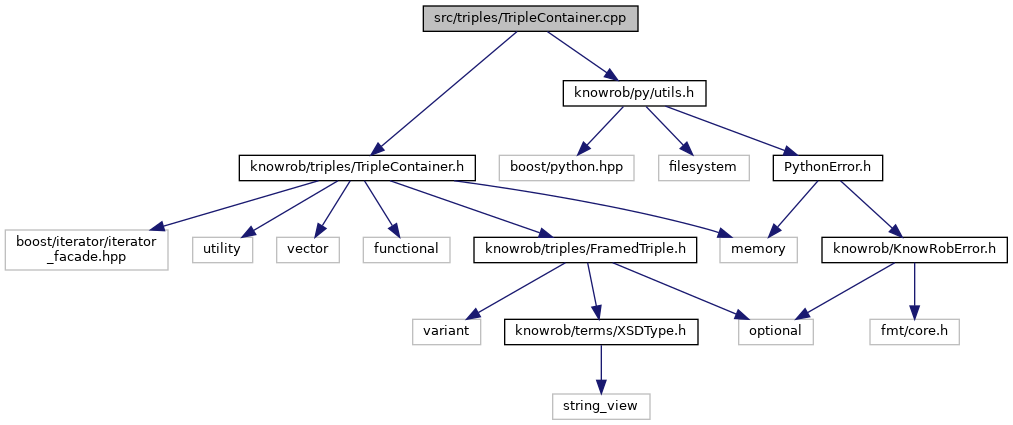 src/triples/TripleContainer.cpp
knowrob/py/utils.h
knowrob/triples/TripleContainer.h
boost/python.hpp
filesystem
PythonError.h
boost/iterator/iterator
_facade.hpp
utility
vector
functional
knowrob/triples/FramedTriple.h
memory
knowrob/KnowRobError.h
variant
knowrob/terms/XSDType.h
optional
fmt/core.h
string_view